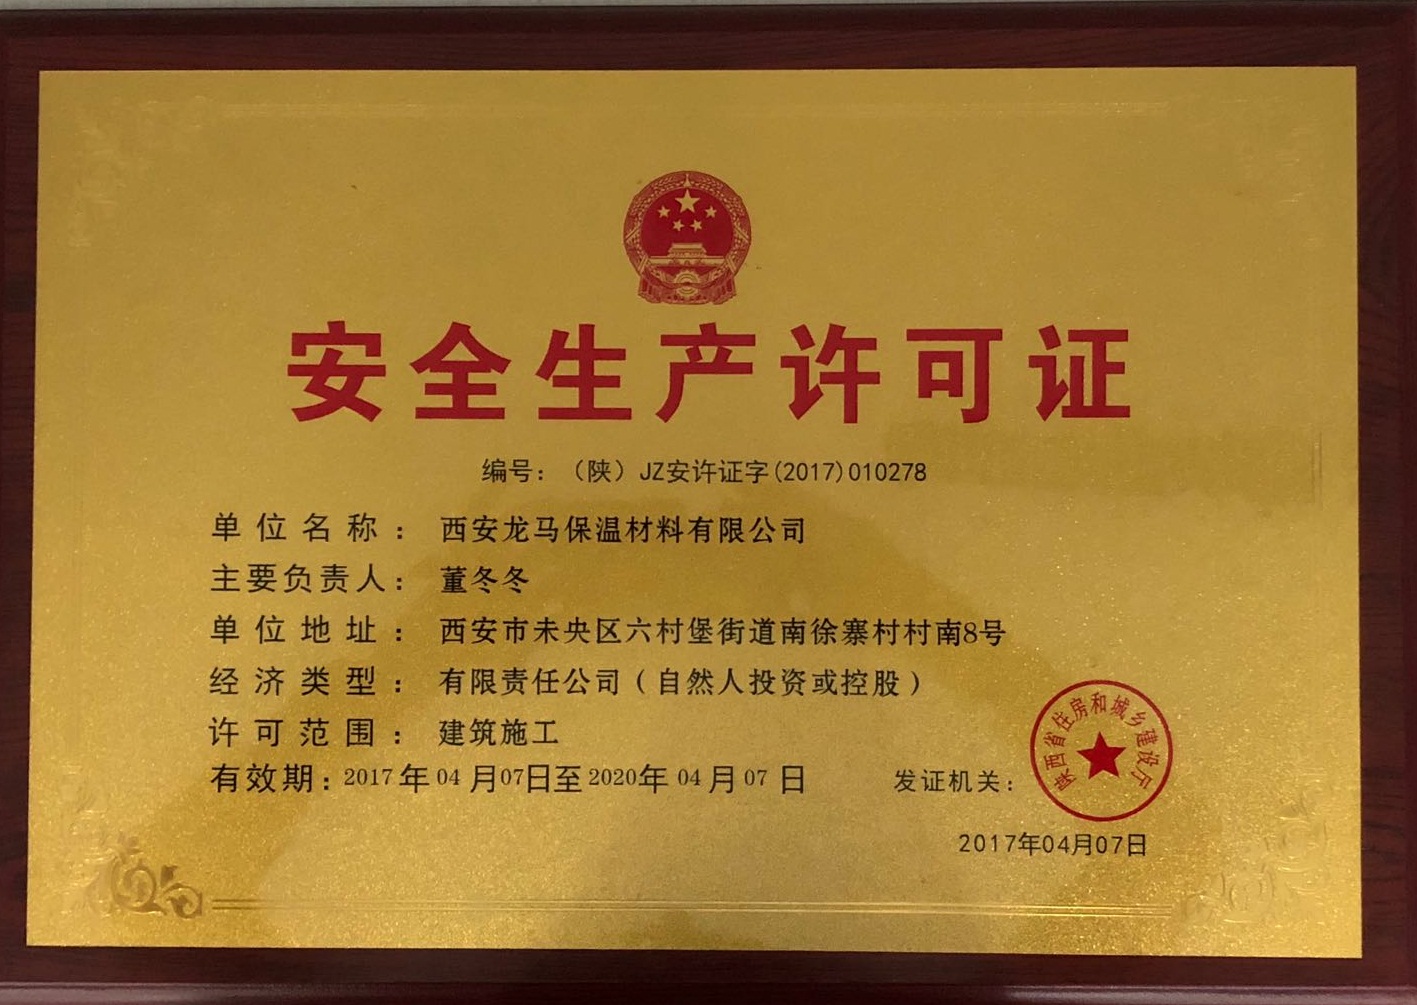 安全生产许可证
编号：（陕）JZ安许证字(2017)010278
单位名称：西安龙马保温材料有限公司
主要负责人：董冬冬
单位地址：西安市未央区六村堡街道南徐寨村村南8号
经济类型：有限责任公司（自然人投资或控股）
许可范围：建筑施工
有效期：2017年04月07日至2020年04月07日
发证机关：
陕西省住房和城乡建设厅
2017年04月07日